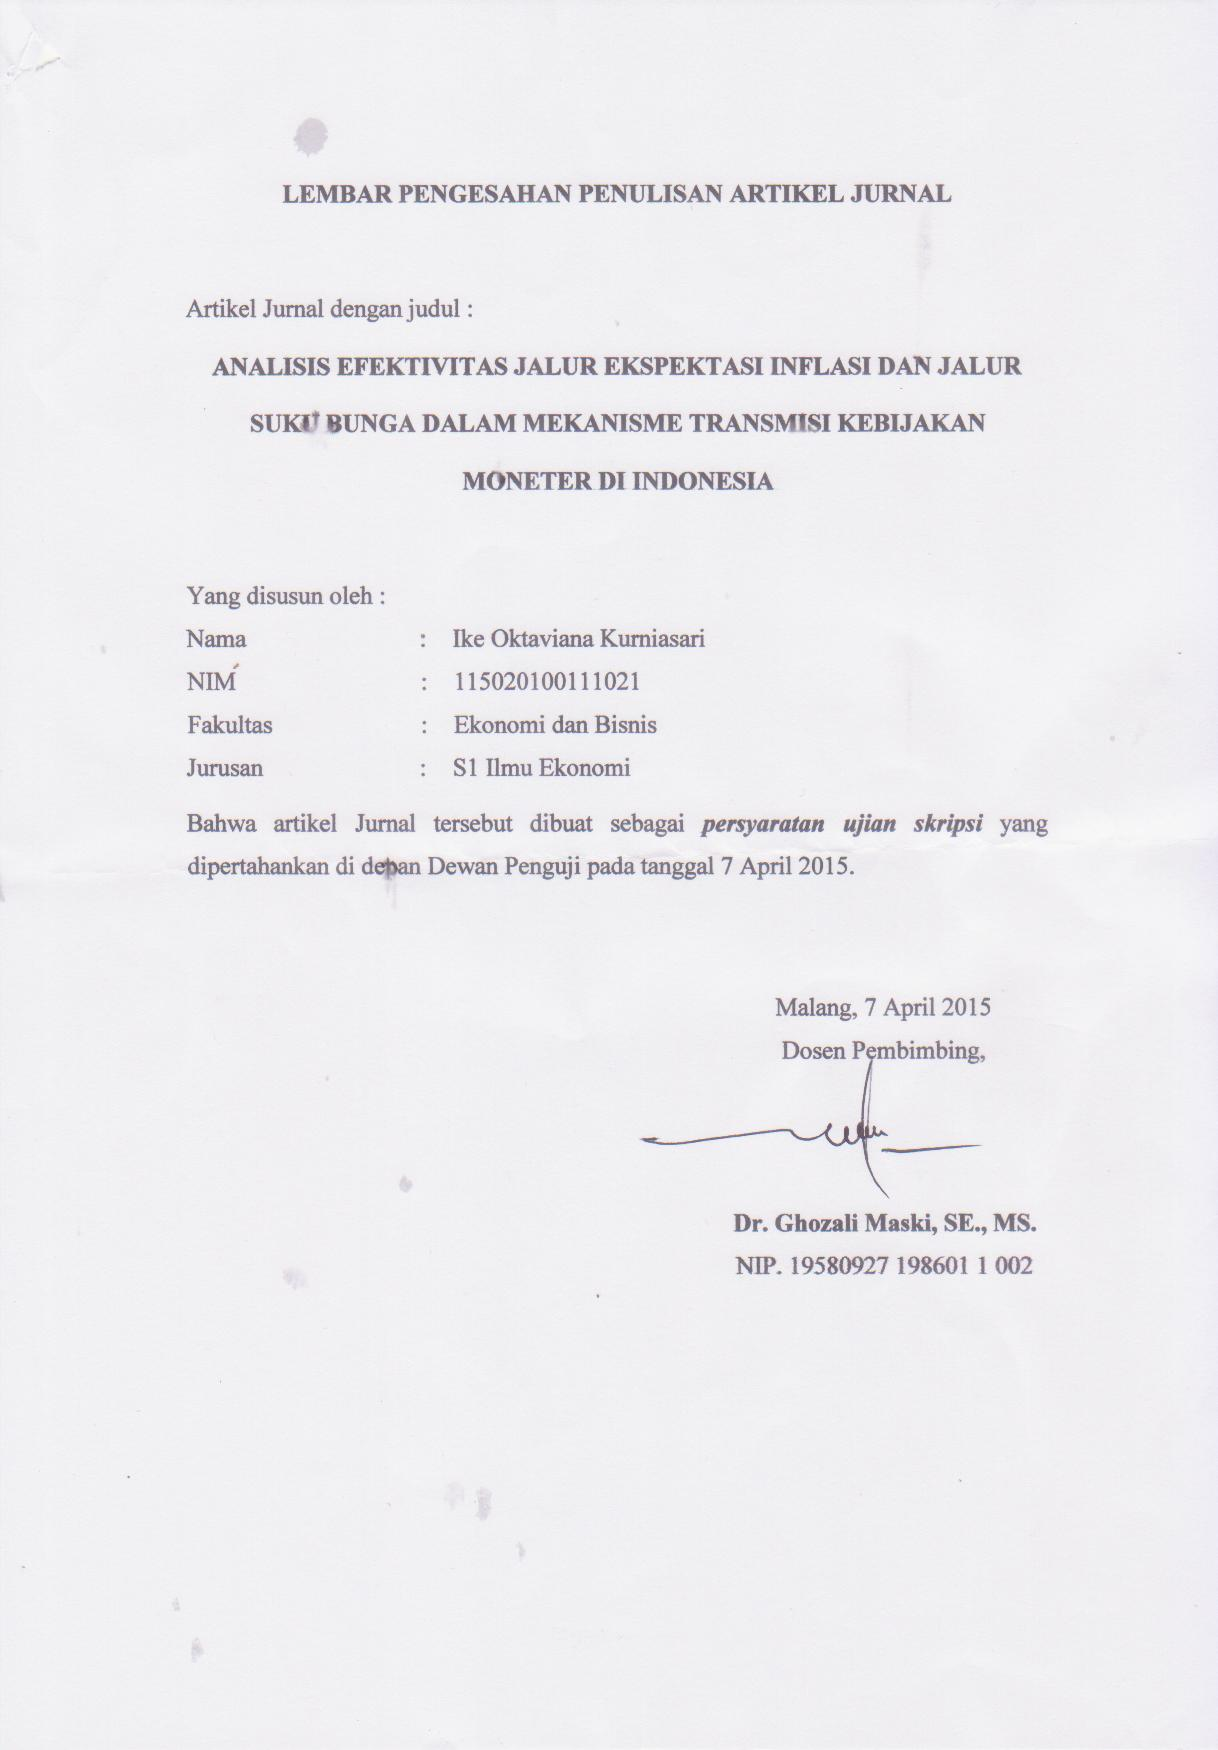 LEMBAR PENGESAHAN PENULISAN ARTIKEL JURNAL
Artikel Jurnal dengan judul :
ANALISIS EFEKTIVITAS JALUR EKSPEKTASI INFLASI DAN JALUR
SUKU BUNGA DALAM MEKANISME TRANSMISI KEBIJAKAN
MONETER DI INDONESIA
Yang disusun oleh :
Nama : Ike Oktaviana Kurniasari
NIM : 115020100111021
Fakultas : Ekonomi dan Bisnis
Jurusan : S1 Ilmu Ekonomi
Bahwa artikel Jurnal tersebut dibuat sebagai persyaratan ujian skripsi yang
dipertahankan di depan Dewan Penguji pada tanggal 7 April 2015.
Malang, 7 April 2015
Dosen Pembimbing,
Dr. Ghozali Maski, SE., MS.
NIP. 19580927 198601 1 002